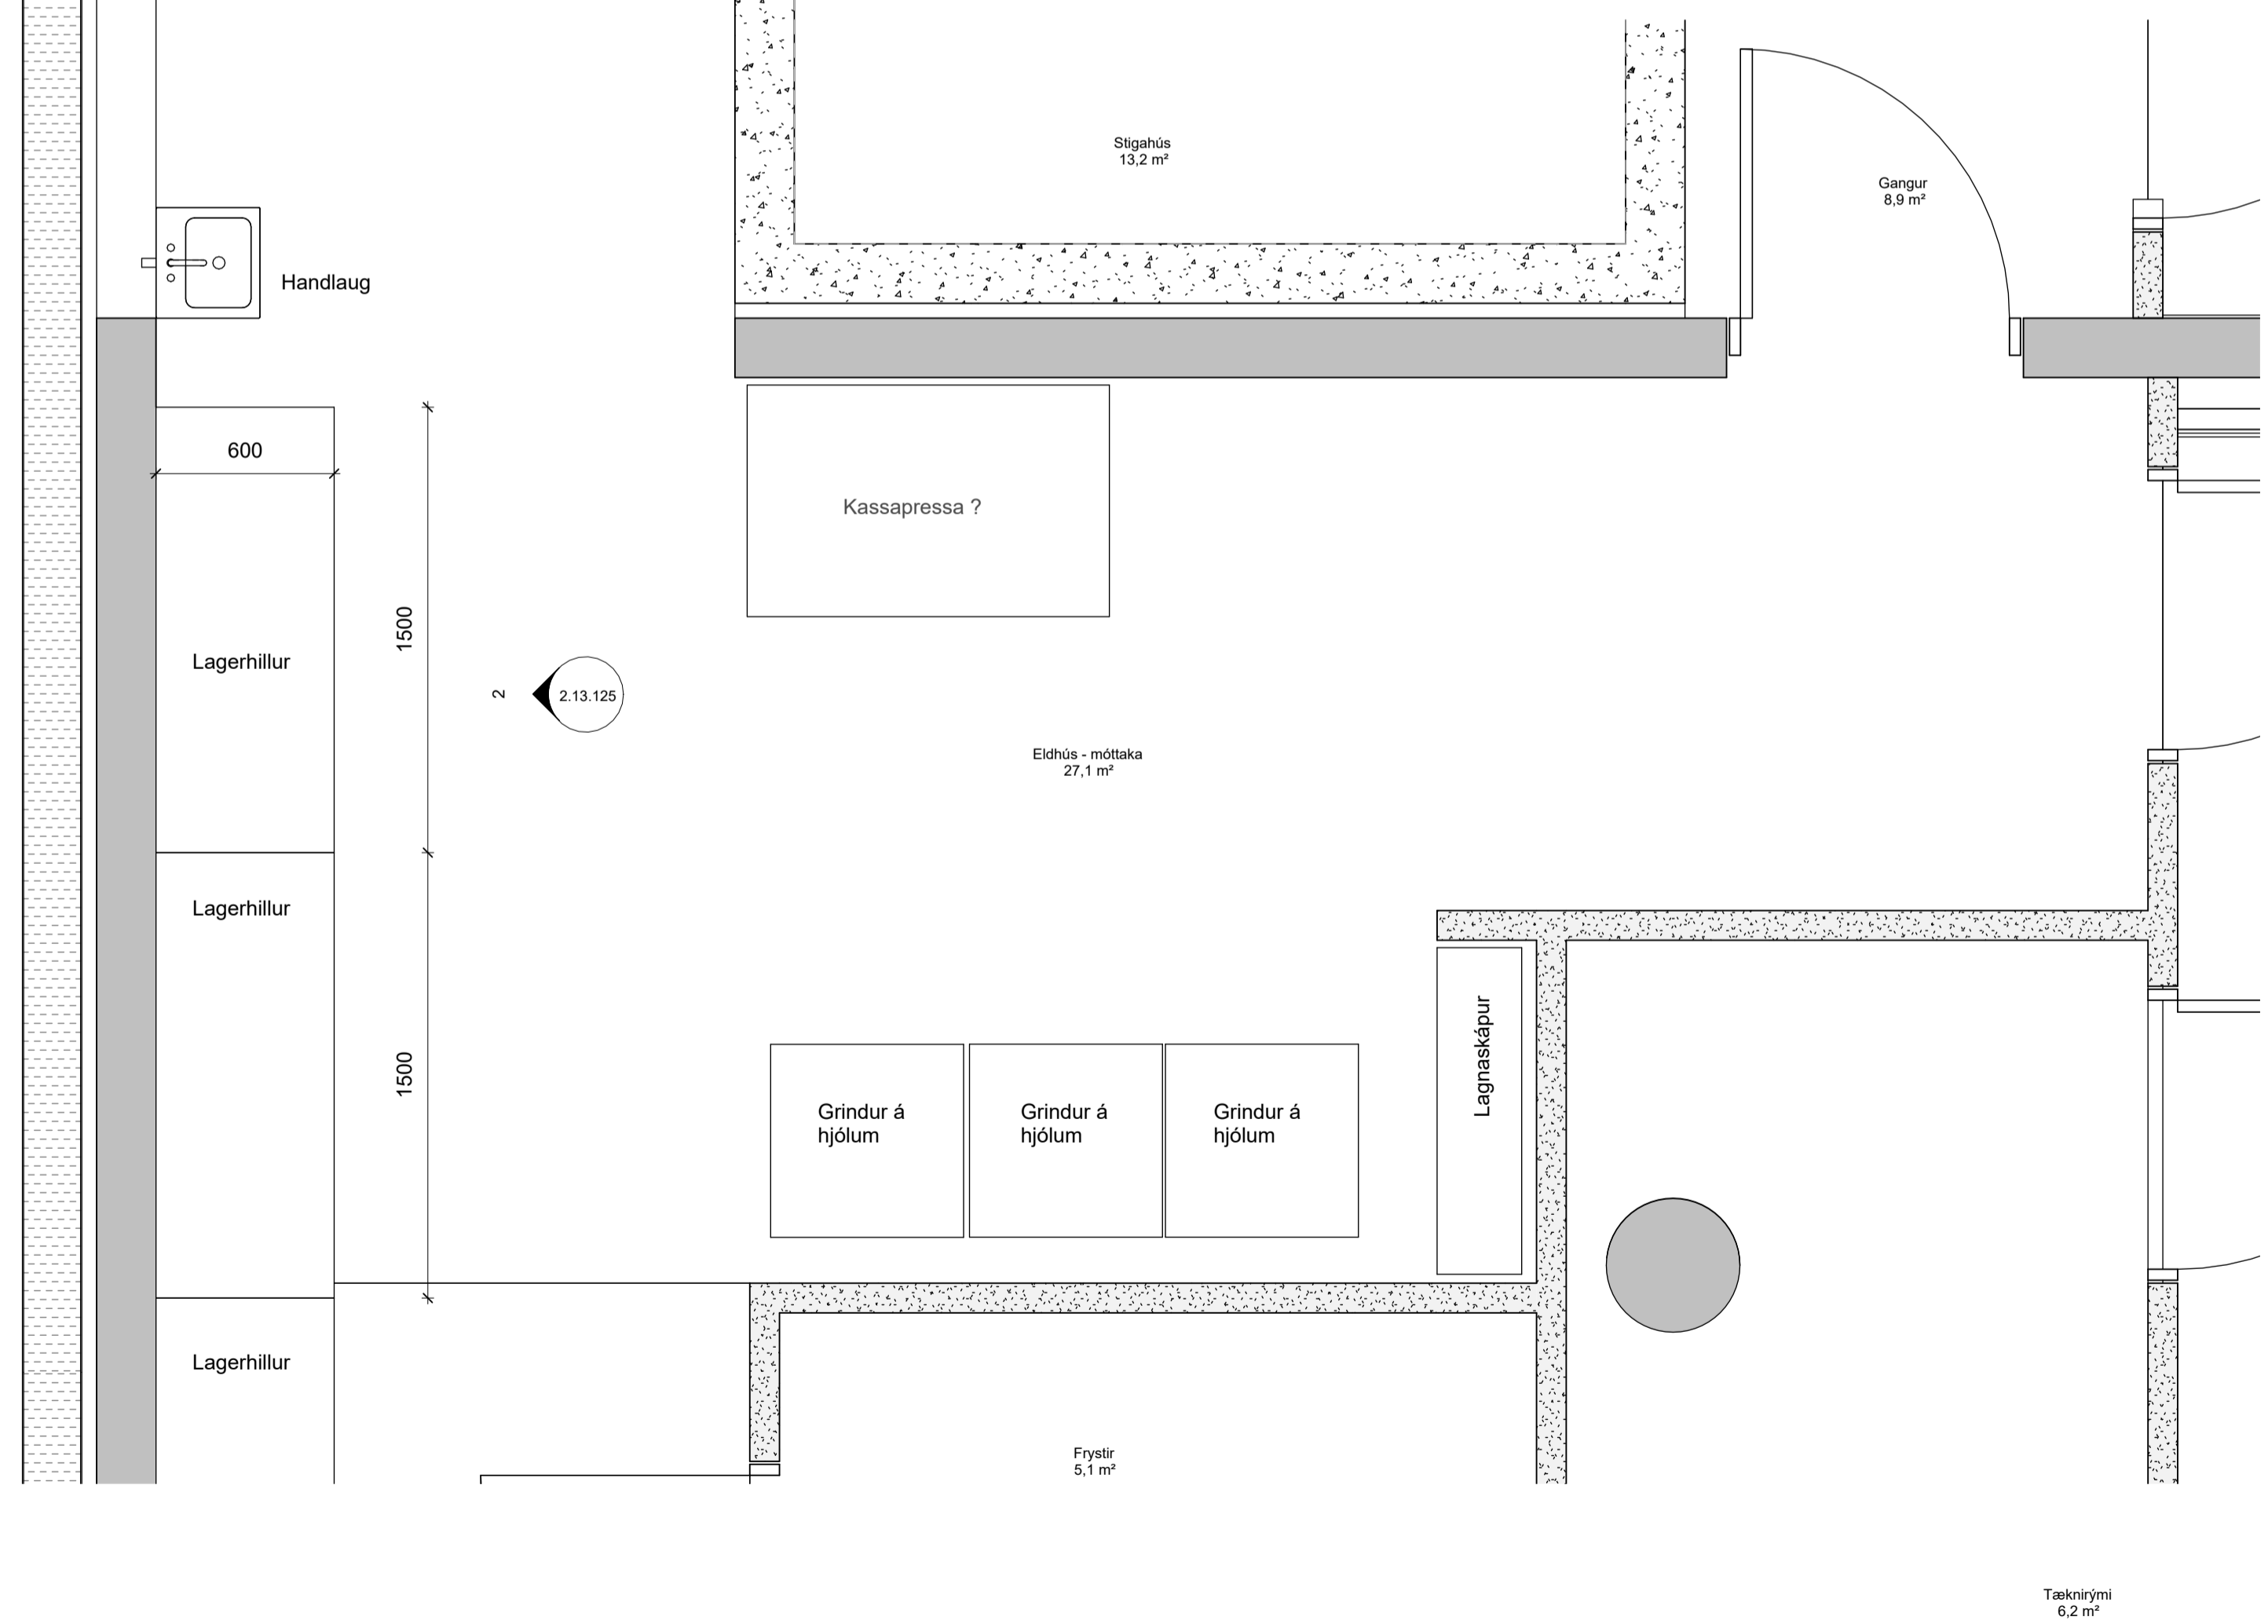 Stigahús
13,2 m²
Gangur
8,9 m²
Handlaug
600
Kassapressa ?
1500
Lagerhillur
2
2.13.125
Eldhús - móttaka
27,1 m²
Lagerhillur
1500
Lagnaskápur
Grindur á
hjólum
Grindur á
hjólum
Grindur á
hjólum
Lagerhillur
Frystir
5,1 m²
Tæknirými
6,2 m²